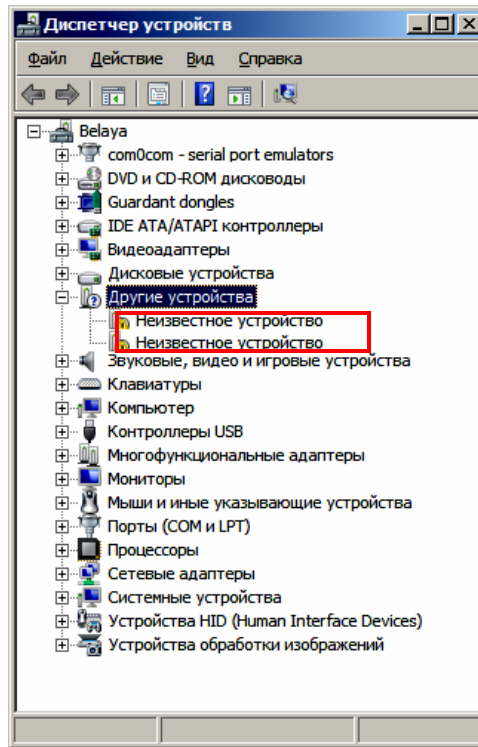 Диспетчер устройств
Файл Действие Вид Справка
Belaya
com0com - serial port emulators
DVD и CD-ROM дисководы
Guardant dongles
IDE ATA/ATAPI контроллеры
Видеоадаптеры
Дисковые устройства
Другие устройства
Неизвестное устройство
Неизвестное устройство
Звуковые, видео и игровые устройства
Клавиатуры
Компьютер
Контроллеры USB
Многофункциональные адаптеры
Мониторы
Мыши и иные указывающие устройства
Порты (COM и LPT)
Процессоры
Сетевые адаптеры
Системные устройства
Устройства HID (Human Interface Devices)
Устройства обработки изображений